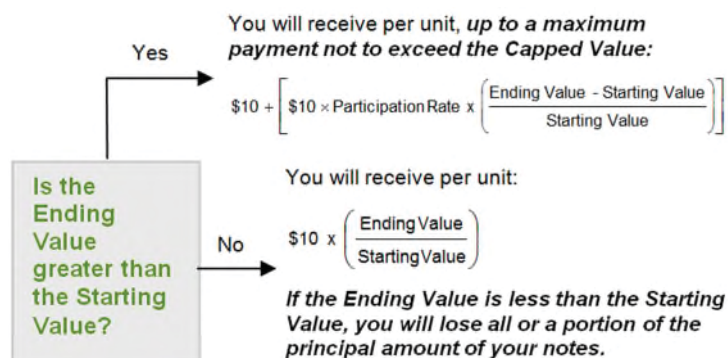 You will receive per unit, up to a maximum
payment not to exceed the Capped Value:
Yes
$10 + [ $10 × Participation Rate x ( Ending Value - Starting Value
Starting Value ) ]
You will receive per unit:
Is the
Ending
Value
greater than
the Starting
Value?
No
$10 x ( Ending Value
Starting Value )
If the Ending Value is less than the Starting
Value, you will lose all or a portion of the
principal amount of your notes.